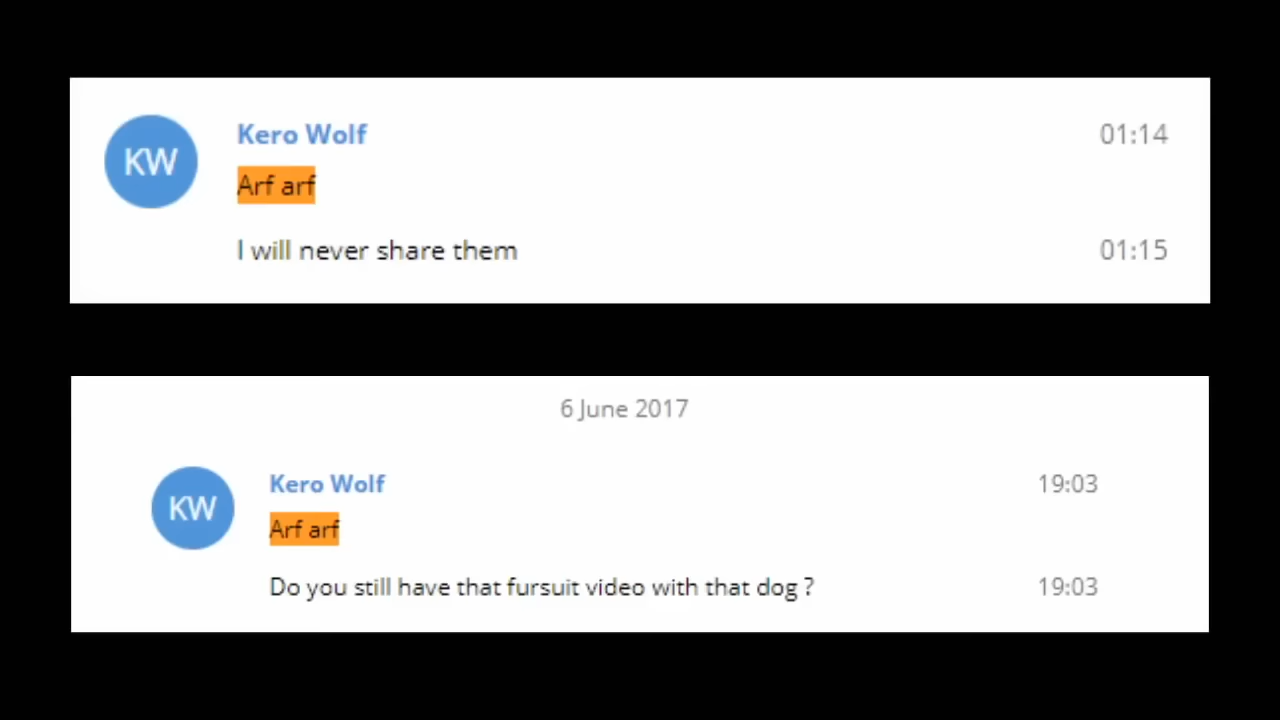 KW
Kero Wolf 01:14
Arf arf
I will never share them 01:15
6 June 2017
KW
Kero Wolf 19:03
Arf arf
Do you still have that fursuit video with that dog ? 19:03